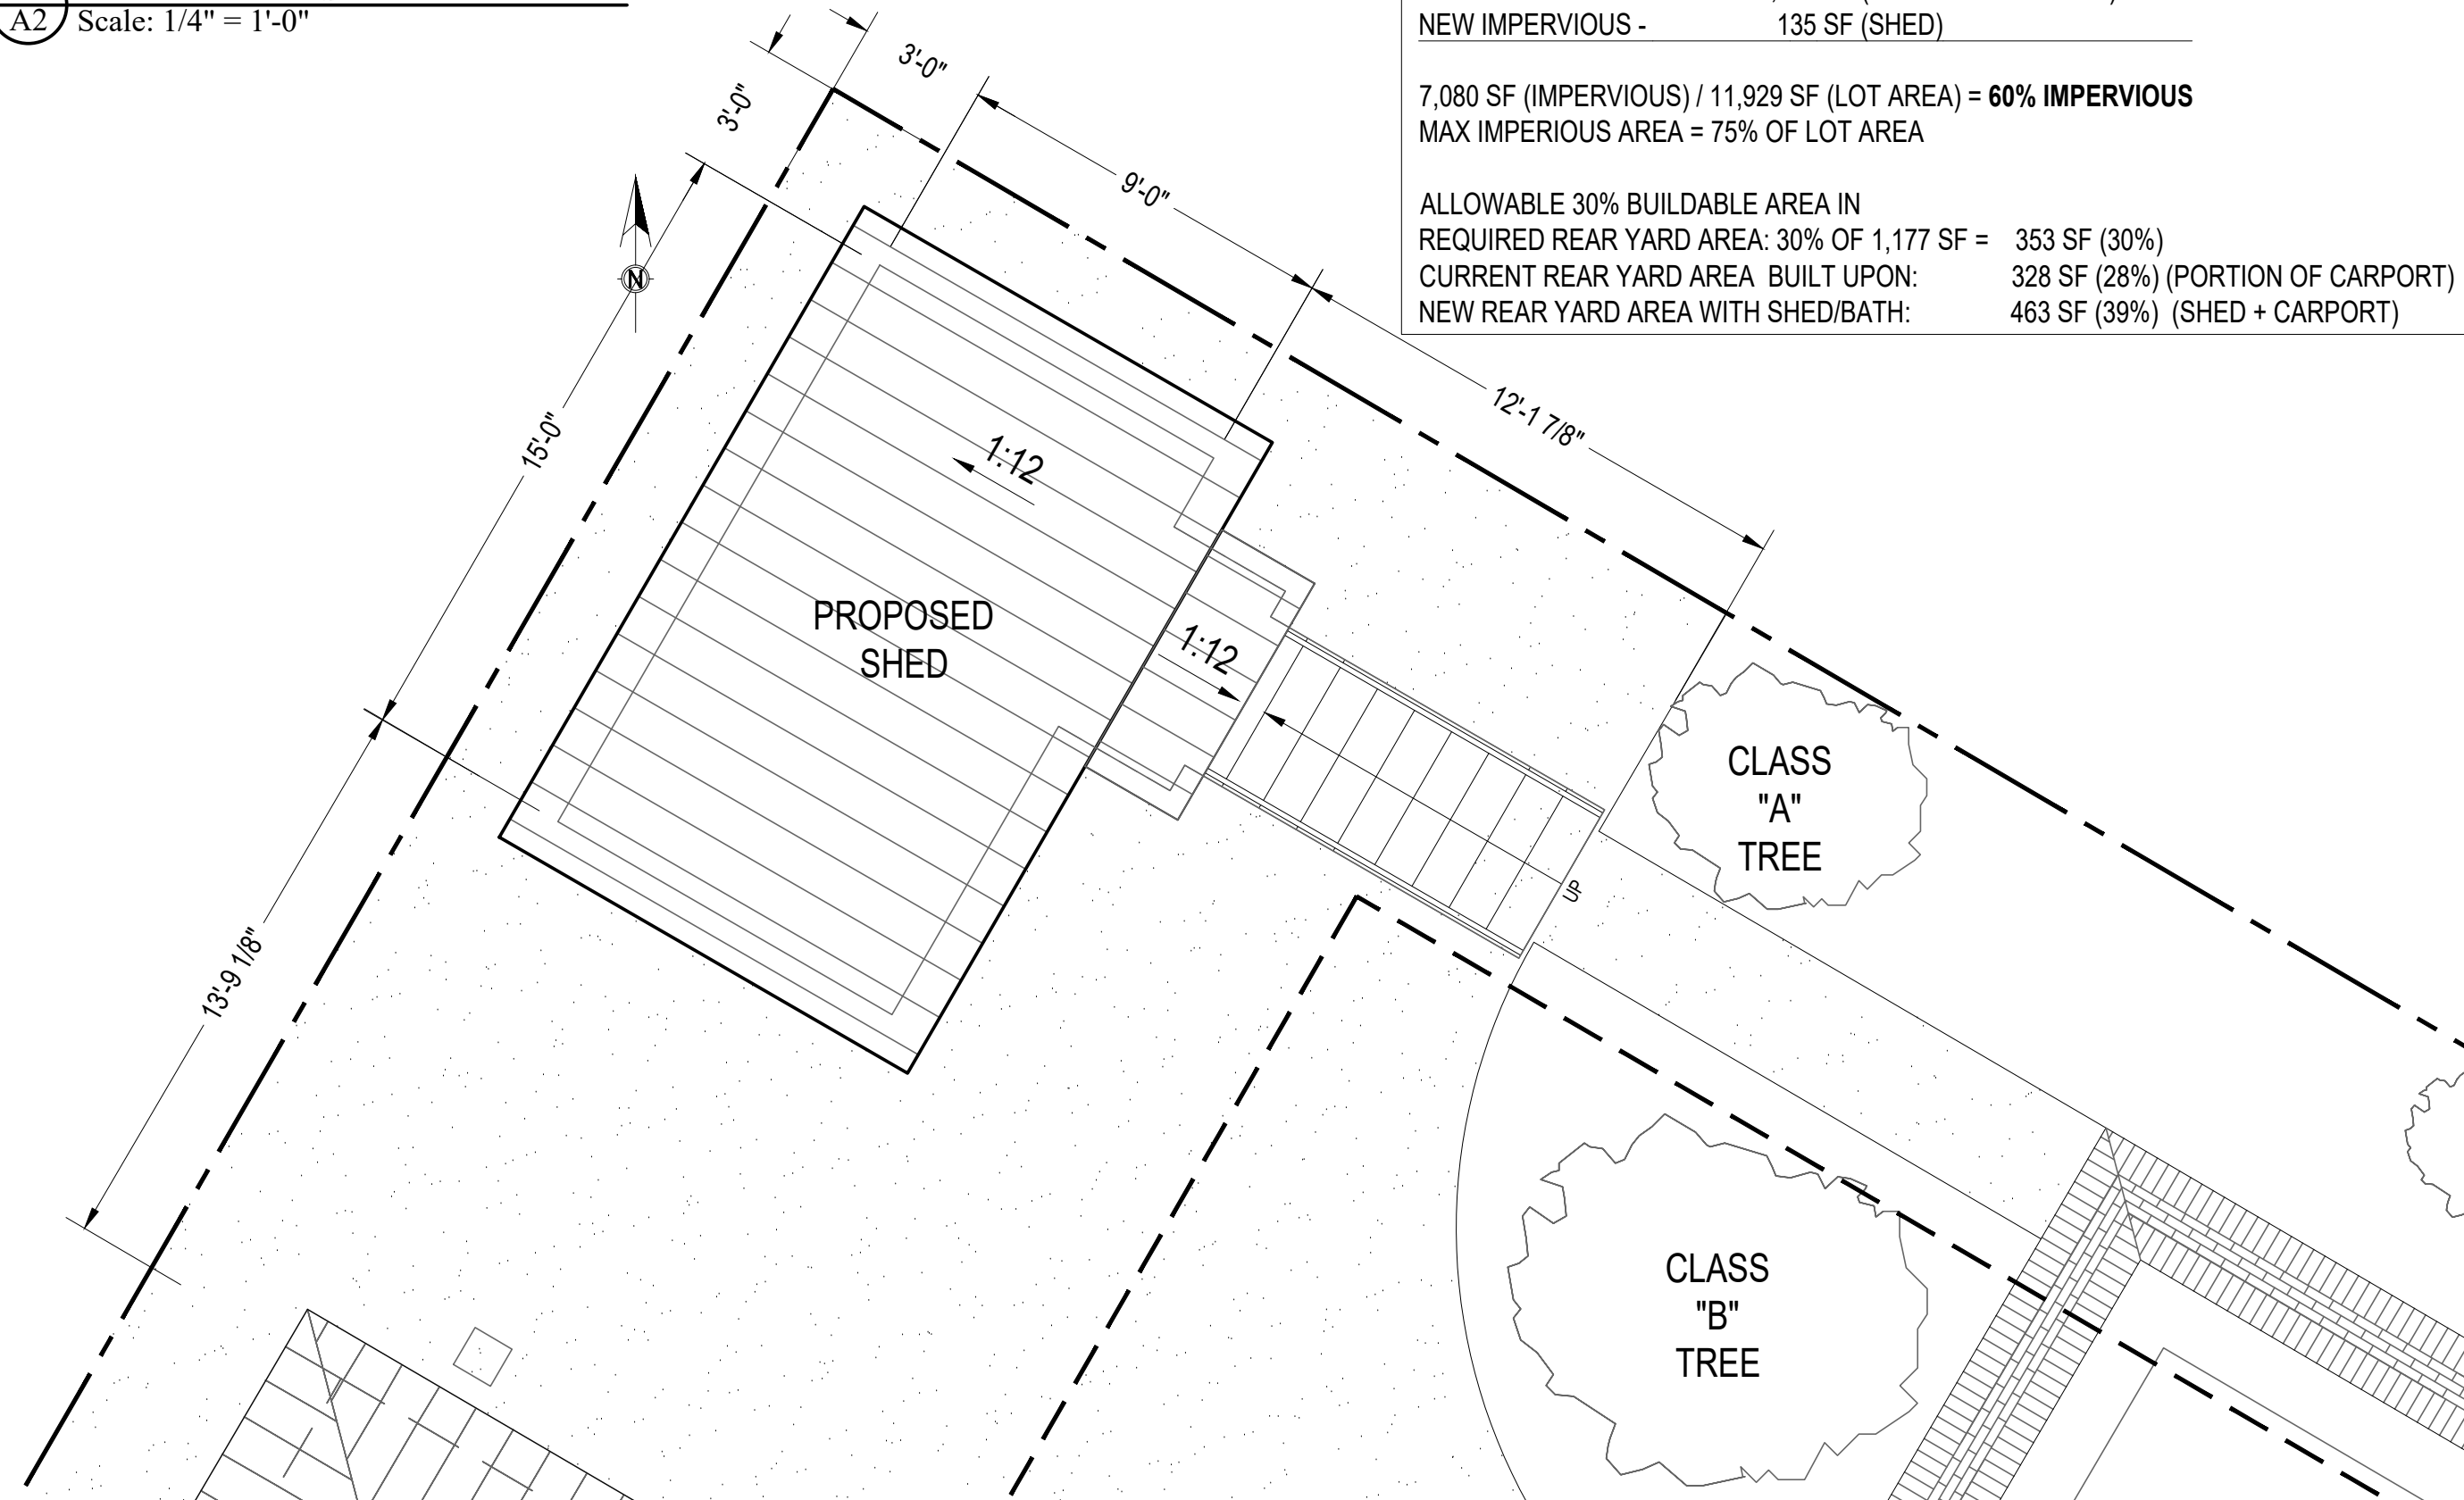 A2 Scale: 1/4" = 1'-0"
NEW IMPERVIOUS - 135 SF (SHED)
7,080 SF (IMPERVIOUS) / 11,929 SF (LOT AREA) = 60% IMPERVIOUS
MAX IMPERIOUS AREA = 75% OF LOT AREA
ALLOWABLE 30% BUILDABLE AREA IN
REQUIRED REAR YARD AREA: 30% OF 1,177 SF = 353 SF (30%)
CURRENT REAR YARD AREA BUILT UPON: 328 SF (28%) (PORTION OF CARPORT)
NEW REAR YARD AREA WITH SHED/BATH: 463 SF (39%) (SHED + CARPORT)
3'-0"
3'-0"
9'-0"
N
12'-1 7/8"
15'-0"
1:12
PROPOSED
SHED
1:12
CLASS
"A"
TREE
UP
13'-9 1/8"
CLASS
"B"
TREE